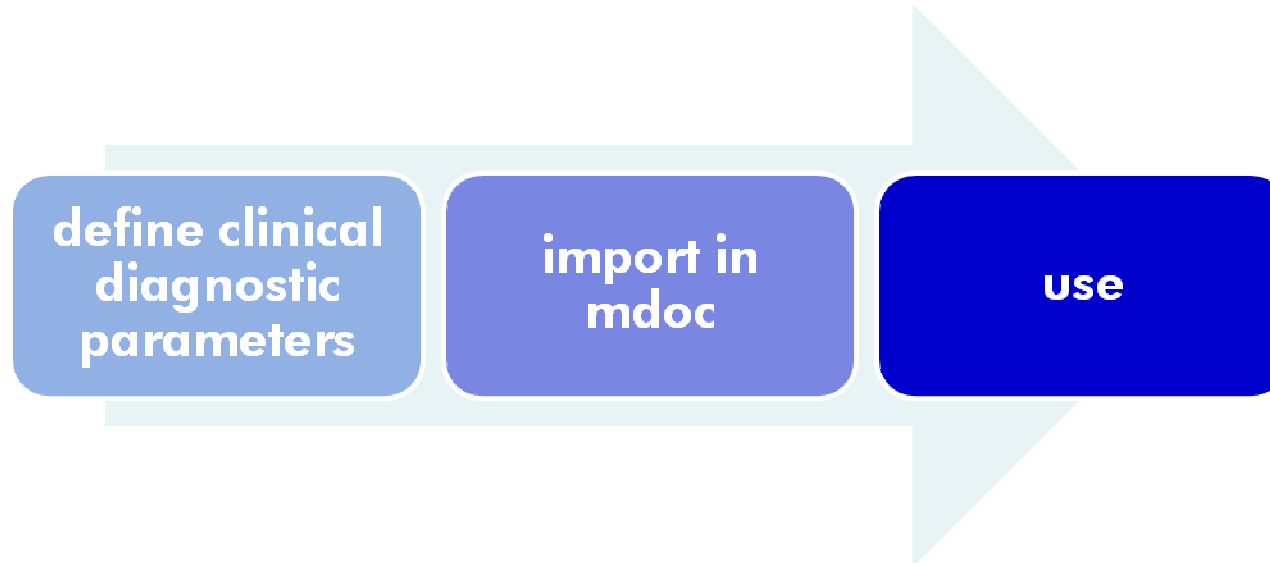 define clinical
diagnostic
parameters
import in
mdoc
use